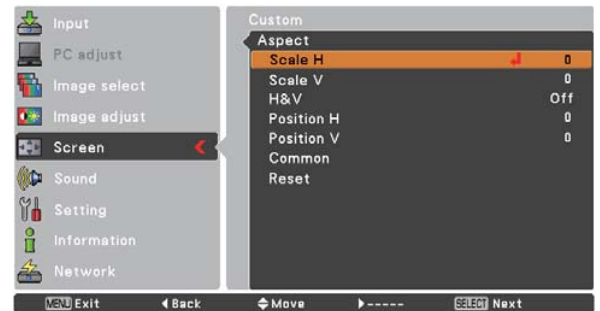 Input
PC adjust
Image select
Image adjust
Screen
Sound
Setting
Information
Network
Custom
Aspect
Scale H 0
Scale V 0
H&V Off
Position H 0
Position V 0
Common
Reset
MENU Exit Back Move ----- SELECT Next